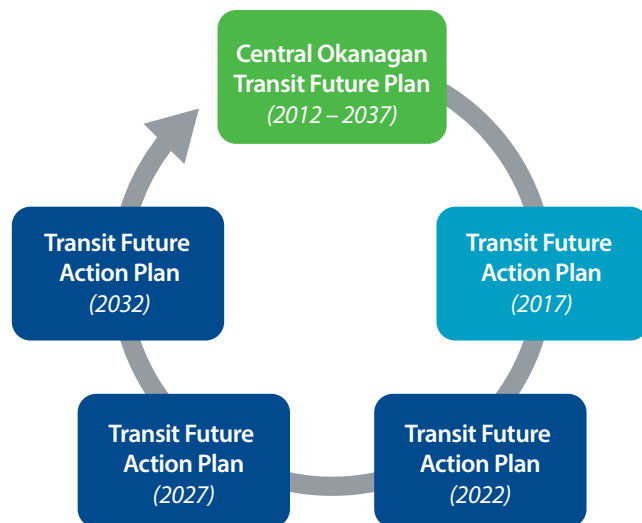 Central Okanagan
Transit Future Plan
(2012 – 2037)
Transit Future
Action Plan
(2017)
Transit Future
Action Plan
(2022)
Transit Future
Action Plan
(2027)
Transit Future
Action Plan
(2032)